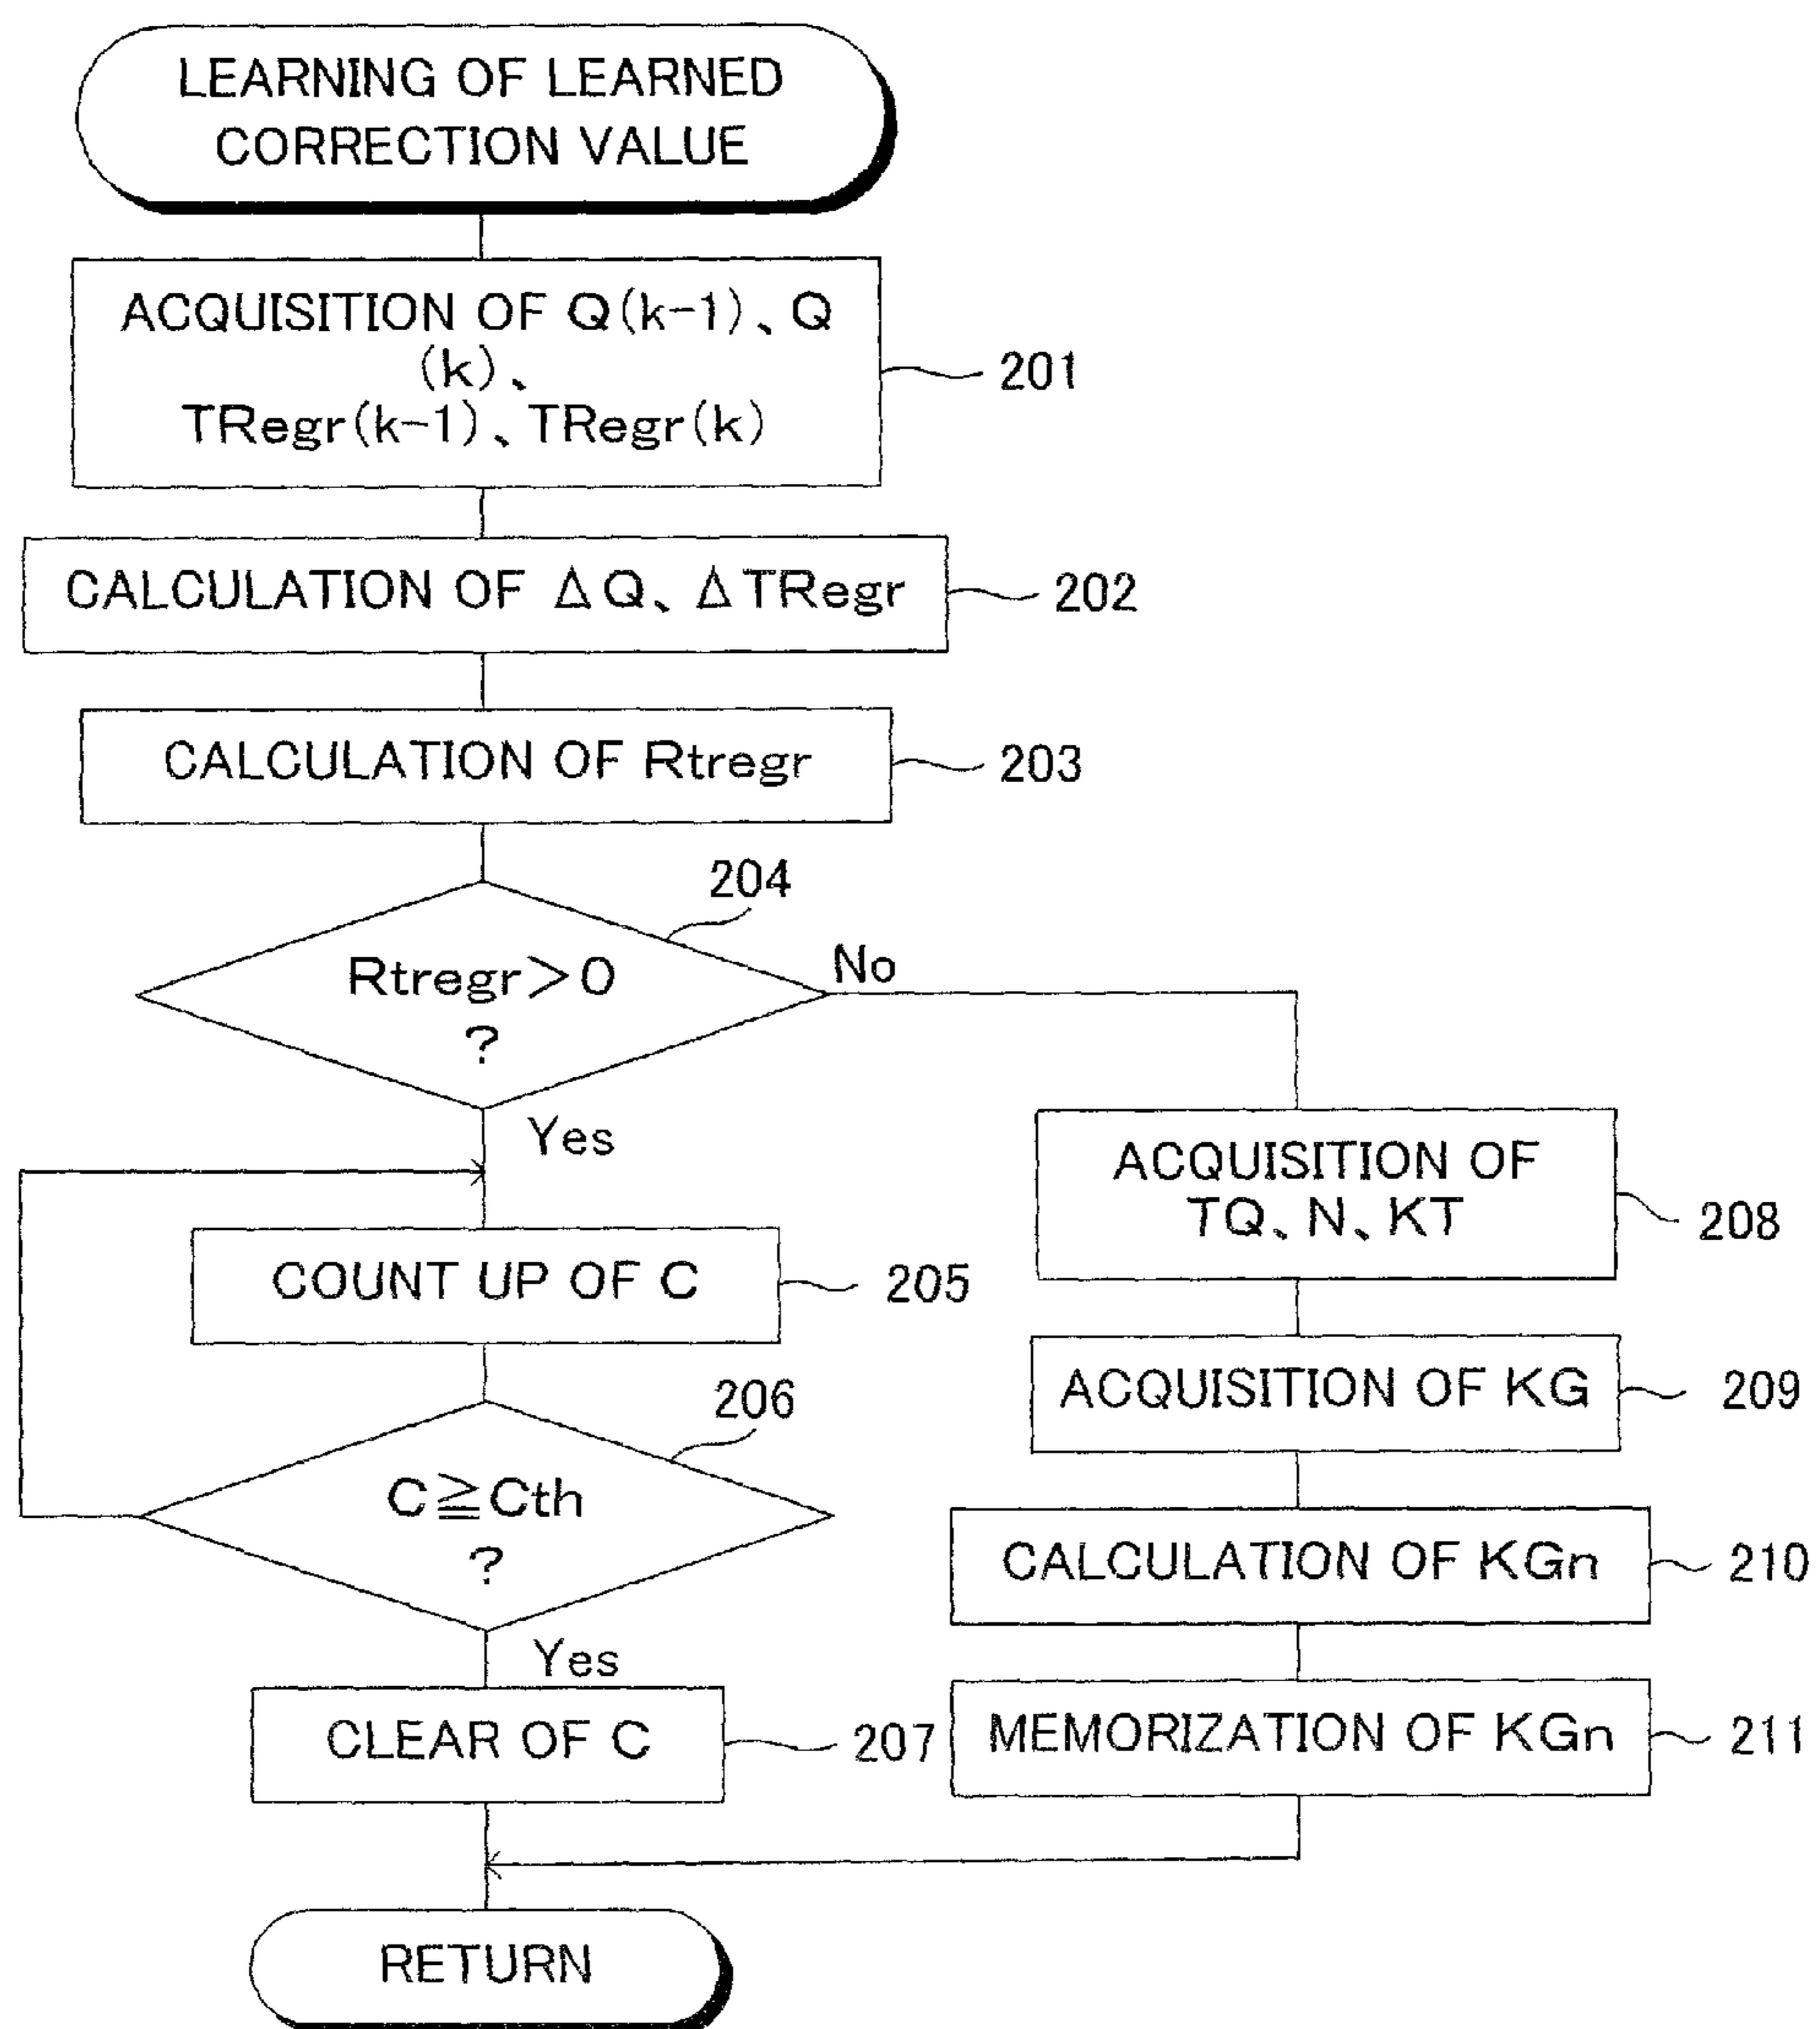 LEARNING OF LEARNED
CORRECTION VALUE
ACQUISITION OF Q(k-1)、Q
(k)、
TRegr(k-1)、TRegr(k)
201
CALCULATION OF ΔQ、ΔTRegr
202
CALCULATION OF Rtregr
203
204
Rtregr>0
?
No
Yes
COUNT UP OF C
205
206
C≧Cth
?
Yes
CLEAR OF C
207
ACQUISITION OF
TQ、N、KT
208
ACQUISITION OF KG
209
CALCULATION OF KGn
210
MEMORIZATION OF KGn
211
RETURN